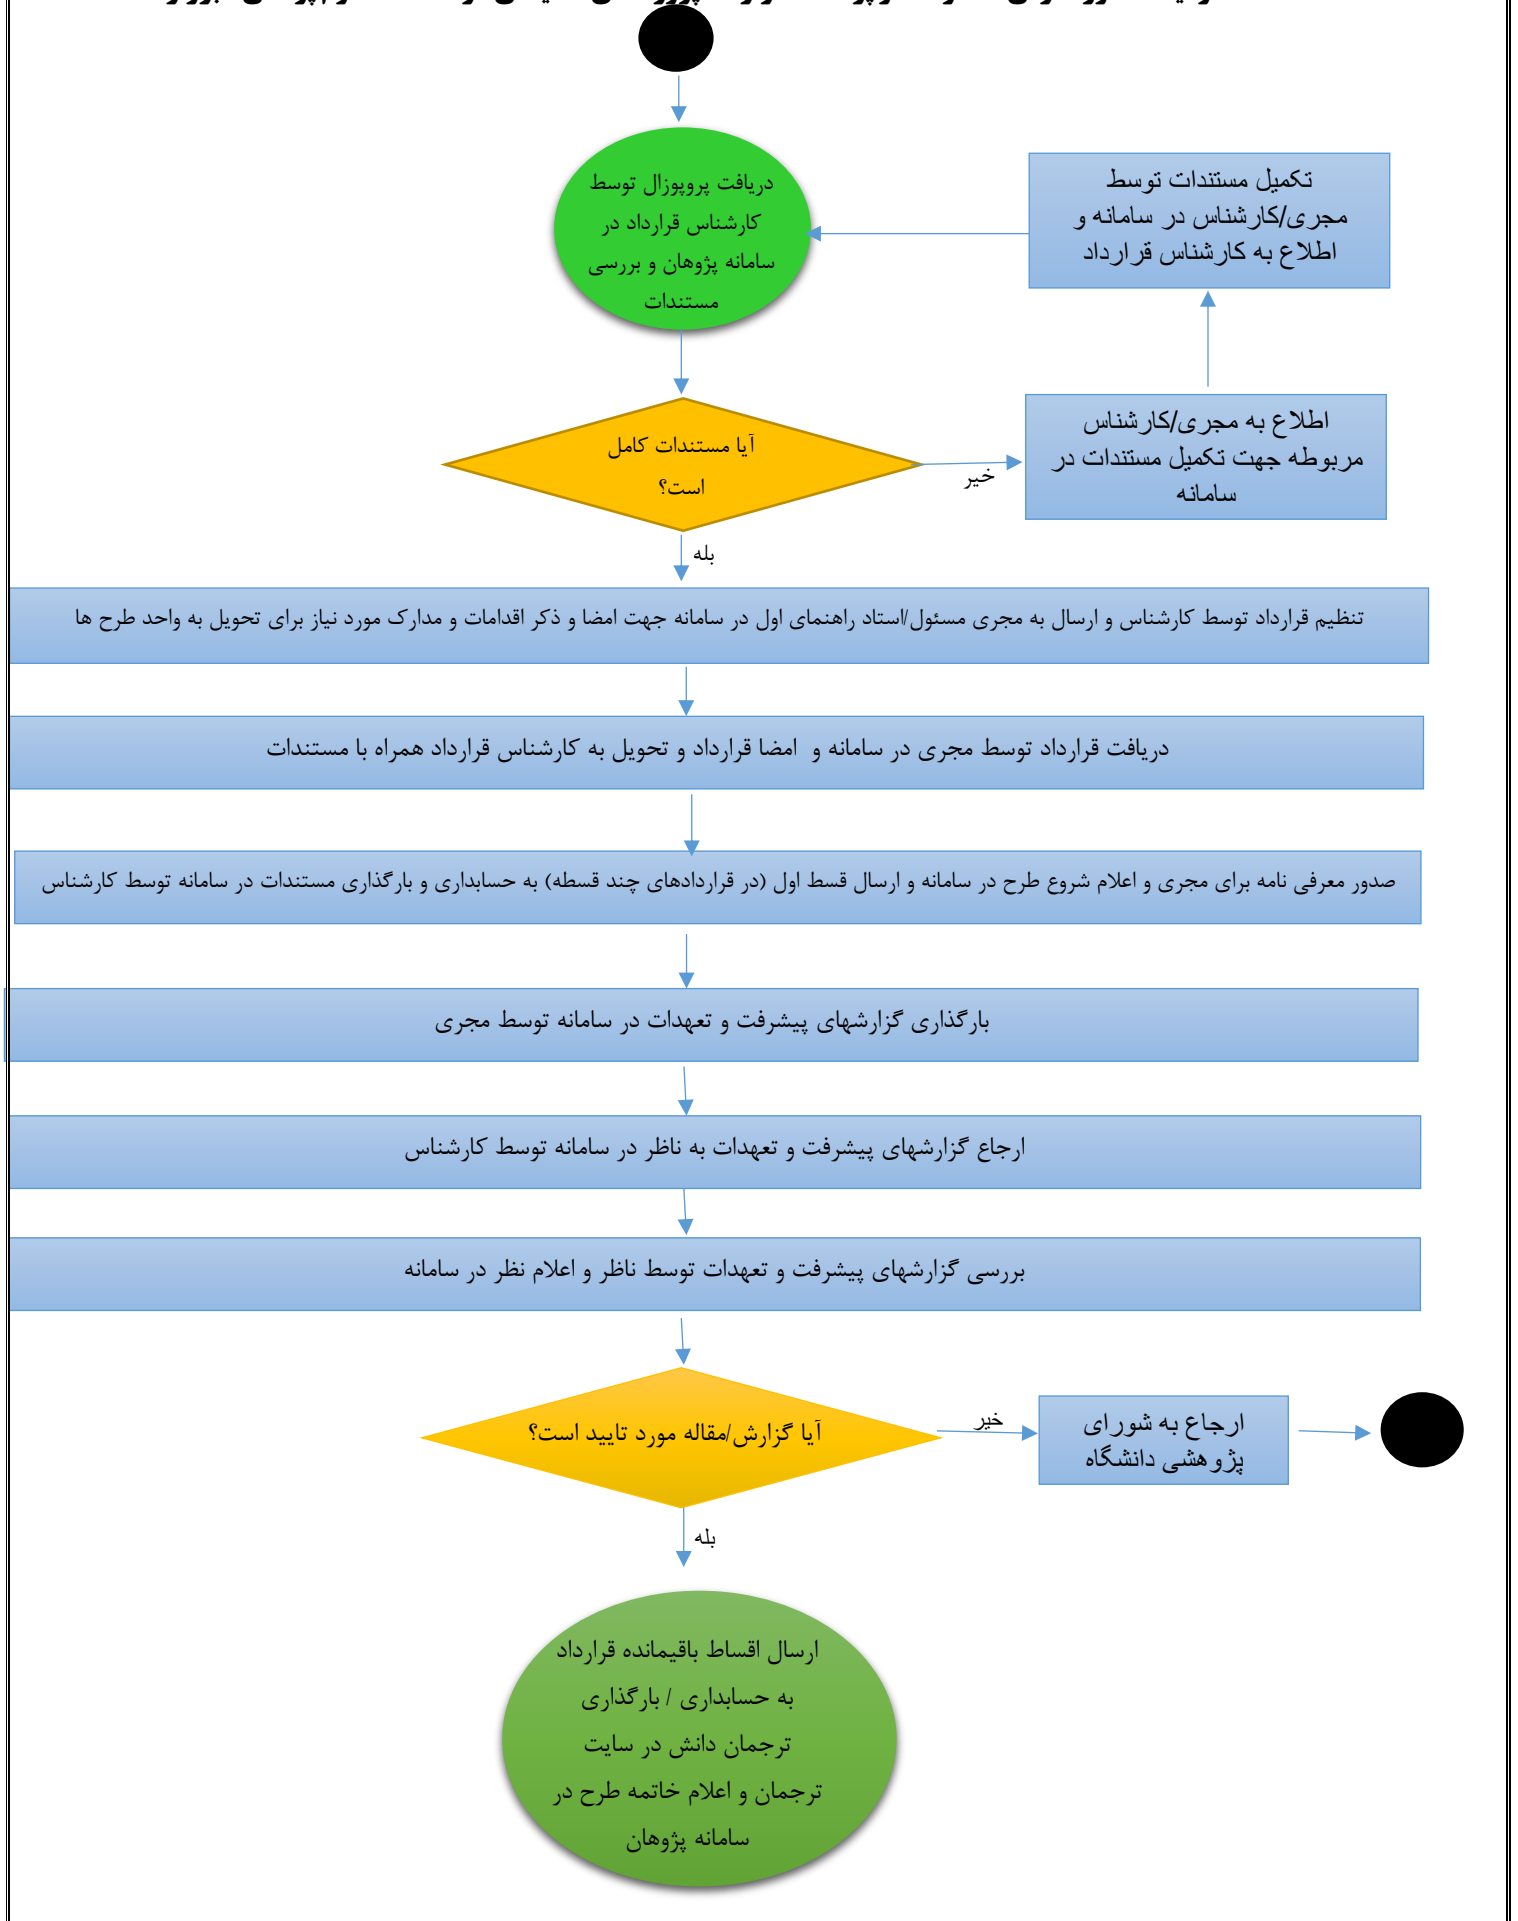 دریافت پروپوزال توسط
کارشناس قرارداد در
سامانه پژوهان و بررسی
مستندات
تکمیل مستندات توسط
مجری/کارشناس در سامانه و
اطلاع به کارشناس قرارداد
آیا مستندات کامل
است؟
خیر
اطلاع به مجری/کارشناس
مربوطه جهت تکمیل مستندات در
سامانه
بله
تنظیم قرارداد توسط کارشناس و ارسال به مجری مسئول/استاد راهنمای اول در سامانه جهت امضا و ذکر اقدامات و مدارک مورد نیاز برای تحویل به واحد طرح ها
دریافت قرارداد توسط مجری در سامانه و امضا قرارداد و تحویل به کارشناس قرارداد همراه با مستندات
صدور معرفی نامه برای مجری و اعلام شروع طرح در سامانه و ارسال قسط اول (در قراردادهای چند قسطه) به حسابداری و بارگذاری مستندات در سامانه توسط کارشناس
بارگذاری گزارشهای پیشرفت و تعهدات در سامانه توسط مجری
ارجاع گزارشهای پیشرفت و تعهدات به ناظر در سامانه توسط کارشناس
بررسی گزارشهای پیشرفت و تعهدات توسط ناظر و اعلام نظر در سامانه
آیا گزارش/مقاله مورد تایید است؟
خیر
ارجاع به شورای
پژوهشی دانشگاه
بله
ارسال اقساط باقیمانده قرارداد
به حسابداری / بارگذاری
ترجمان دانش در سایت
ترجمان و اعلام خاتمه طرح در
سامانه پژوهان